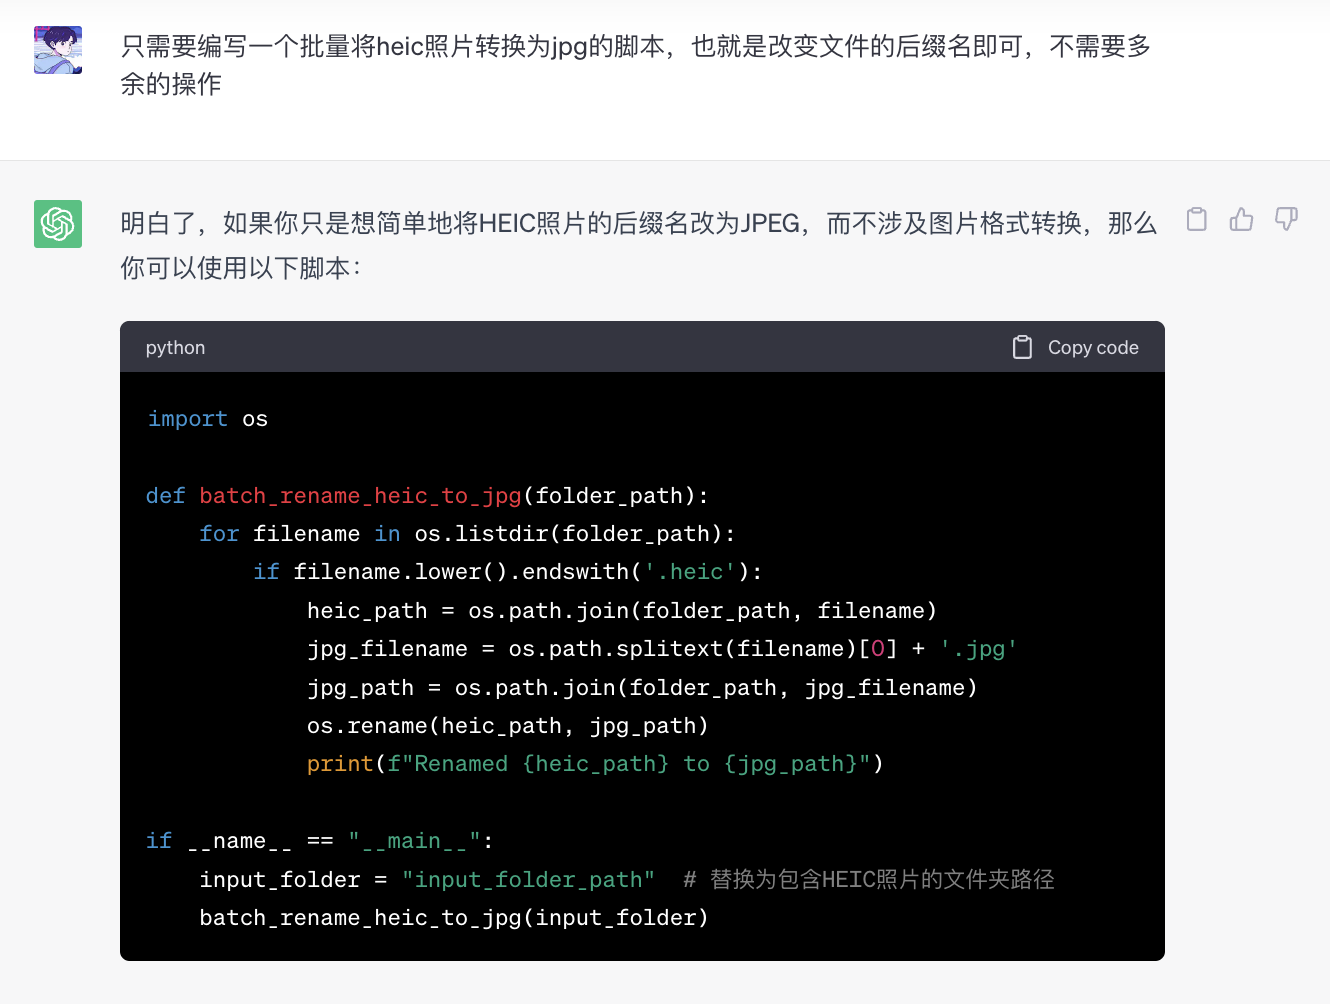 只需要编写一个批量将heic照片转换为jpg的脚本，也就是改变文件的后缀名即可，不需要多
余的操作
明白了，如果你只是想简单地将HEIC照片的后缀名改为JPEG，而不涉及图片格式转换，那么
你可以使用以下脚本：
python
Copy code
import os
def batch_rename_heic_to_jpg(folder_path):
    for filename in os.listdir(folder_path):
        if filename.lower().endswith('.heic'):
            heic_path = os.path.join(folder_path, filename)
            jpg_filename = os.path.splitext(filename)[0] + '.jpg'
            jpg_path = os.path.join(folder_path, jpg_filename)
            os.rename(heic_path, jpg_path)
            print(f"Renamed {heic_path} to {jpg_path}")
if __name__ == "__main__":
    input_folder = "input_folder_path"  # 替换为包含HEIC照片的文件夹路径
    batch_rename_heic_to_jpg(input_folder)